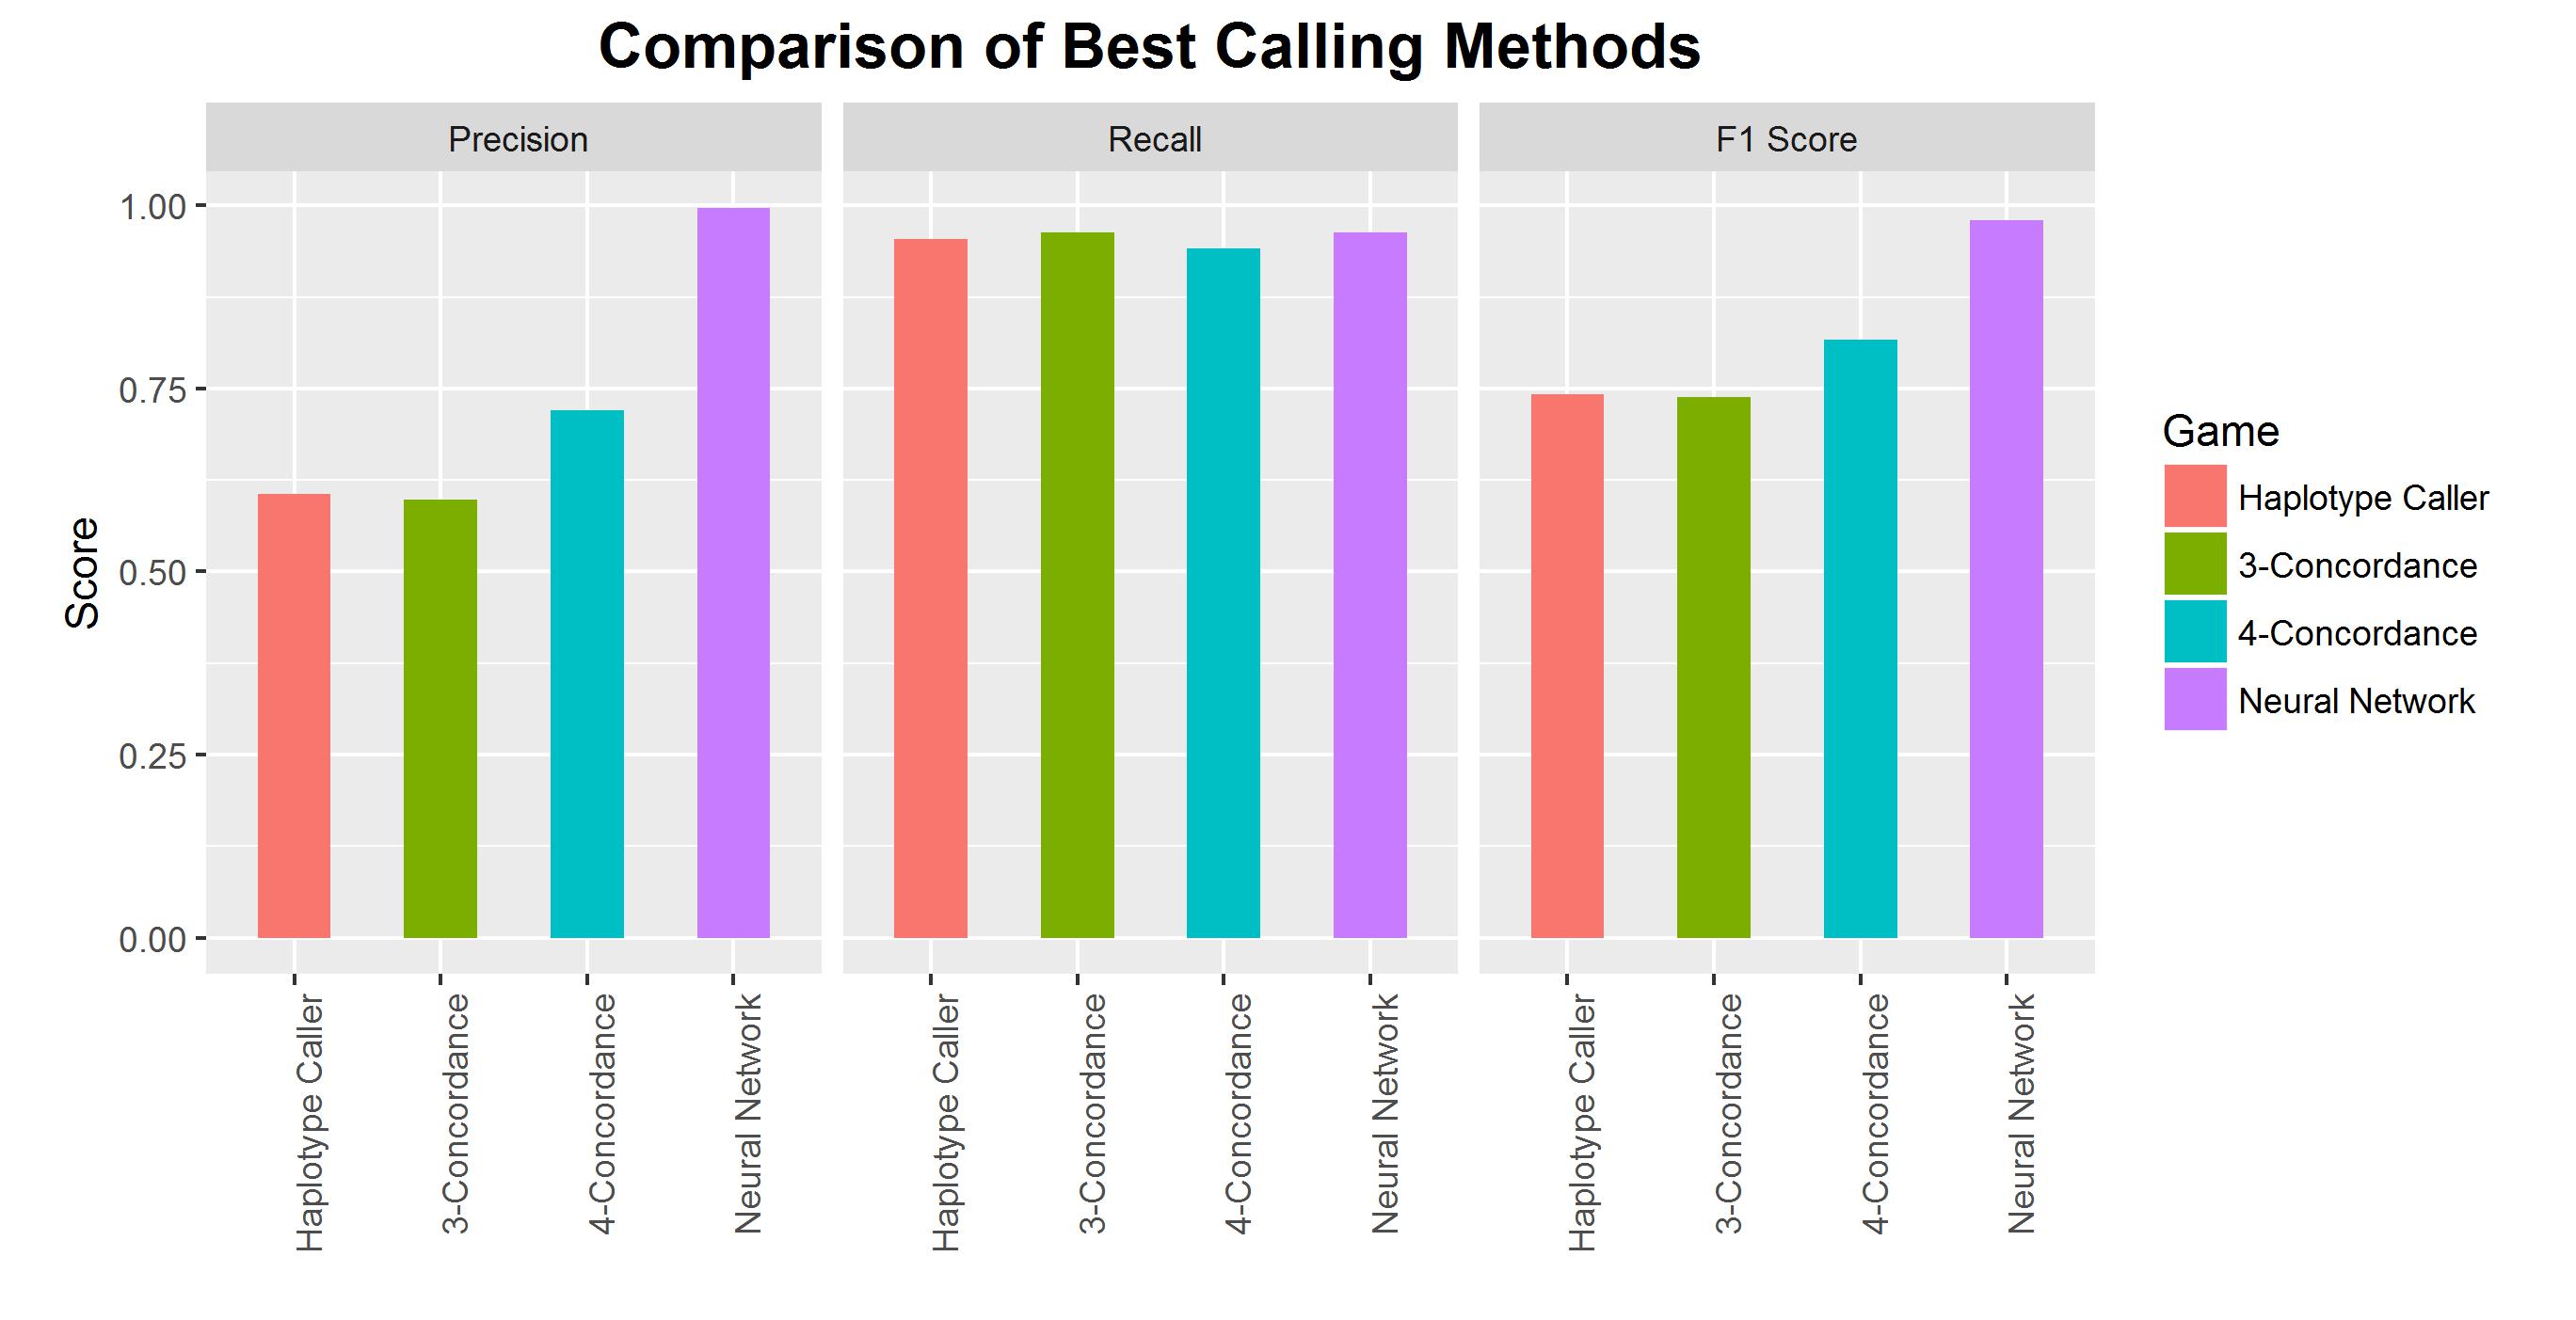 Comparison of Best Calling Methods
Precision
Recall
F1 Score
Score
1.00
0.75
0.50
0.25
0.00
Haplotype Caller
3-Concordance
4-Concordance
Neural Network
Haplotype Caller
3-Concordance
4-Concordance
Neural Network
Haplotype Caller
3-Concordance
4-Concordance
Neural Network
Game
Haplotype Caller
3-Concordance
4-Concordance
Neural Network